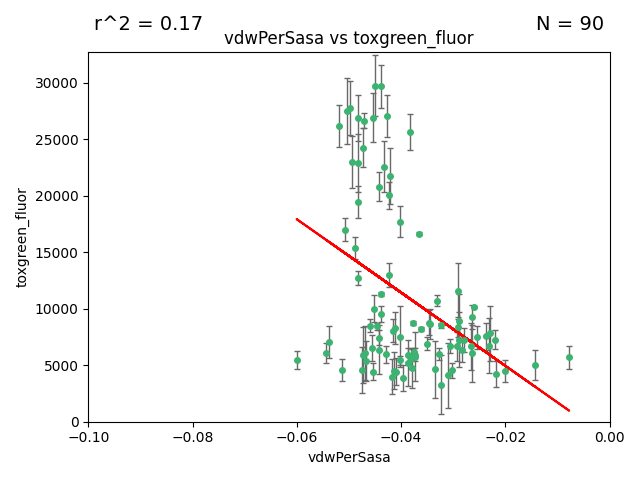 r^2 = 0.17
N = 90
vdwPerSasa vs toxgreen_fluor
30000
25000
20000
15000
10000
5000
0
toxgreen_fluor
−0.10
−0.08
−0.06
−0.04
−0.02
0.00
vdwPerSasa